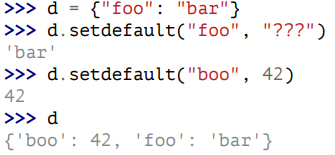 >>> d = {"foo": "bar"}
>>> d.setdefault("foo", "???")
'bar'
>>> d.setdefault("boo", 42)
42
>>> d
{'boo': 42, 'foo': 'bar'}